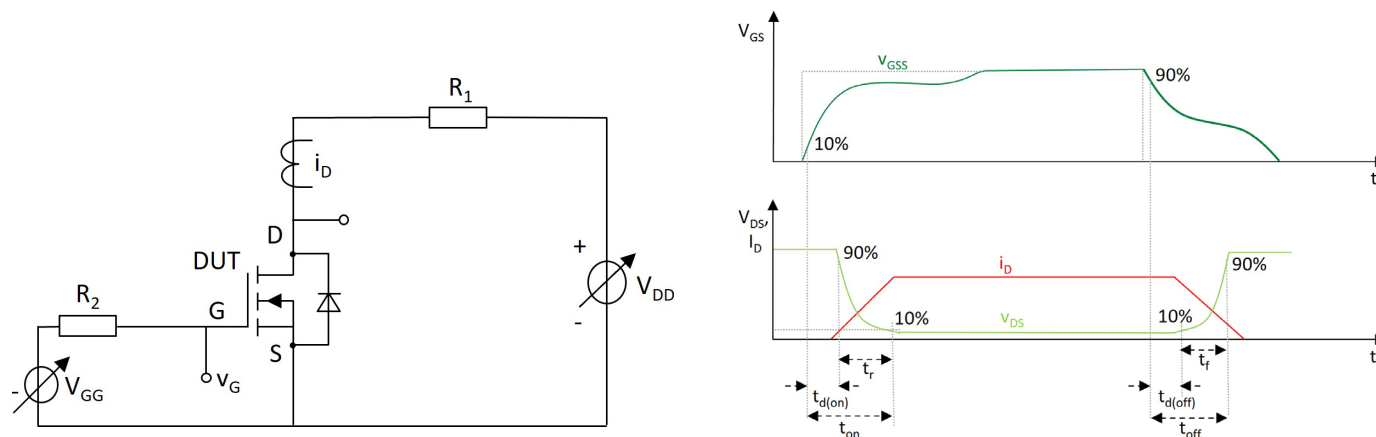 R1
iD
D
DUT
+
VDD
-
R2
G
S
-
VGG
vG
VGS
vGSS
90%
10%
t
VDS,
ID
90%
iD
90%
10%
vDS
10%
t
tr
tf
td(on)
td(off)
ton
toff